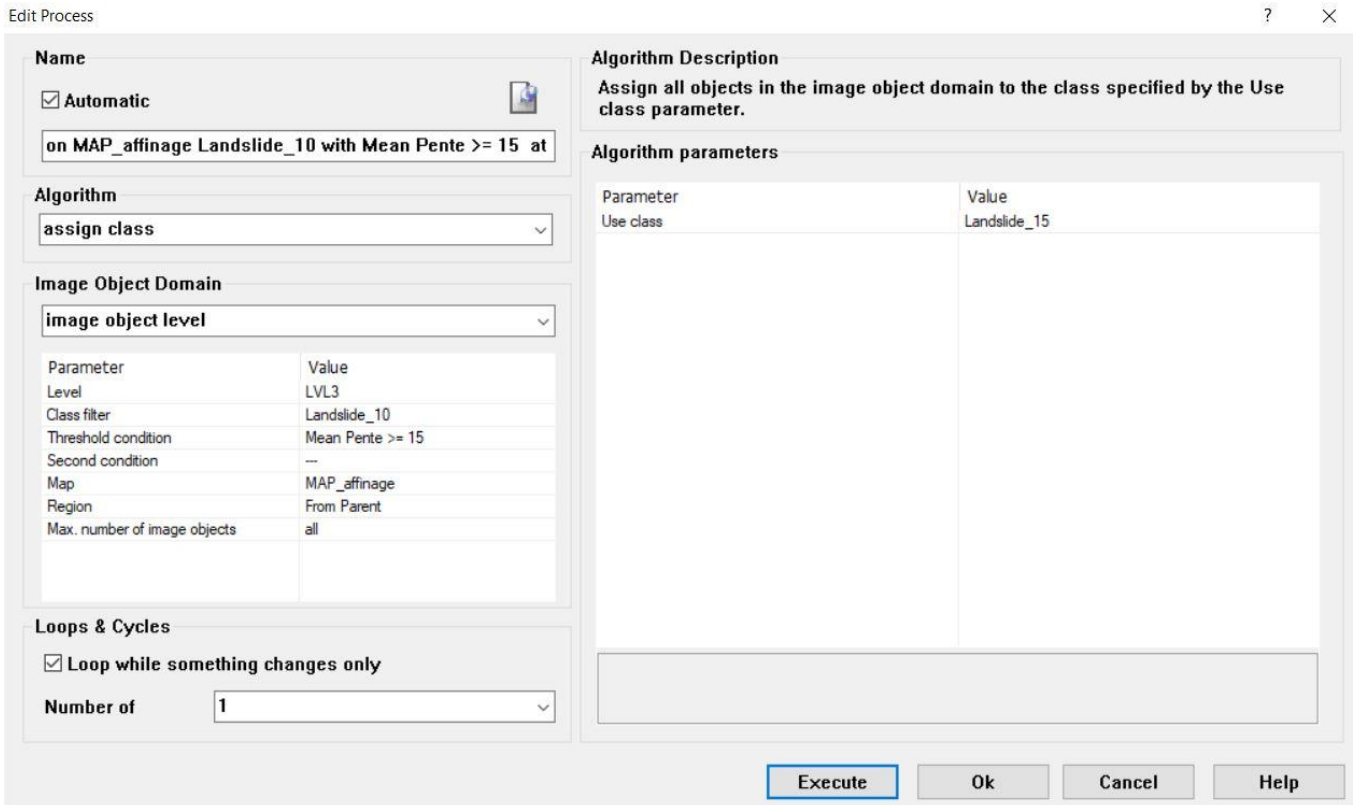 Edit Process
?
Name
Automatic
on MAP_affinage Landslide_10 with Mean Pente >= 15 at
Algorithm
assign class
Image Object Domain
image object level
Parameter Value
Level LVL3
Class filter Landslide_10
Threshold condition Mean Pente >= 15
Second condition ---
Map MAP_affinage
Region From Parent
Max. number of image objects all
Loops & Cycles
Loop while something changes only
Number of 1
Algorithm Description
Assign all objects in the image object domain to the class specified by the Use
class parameter.
Algorithm parameters
Parameter Value
Use class Landslide_15
Execute Ok Cancel Help